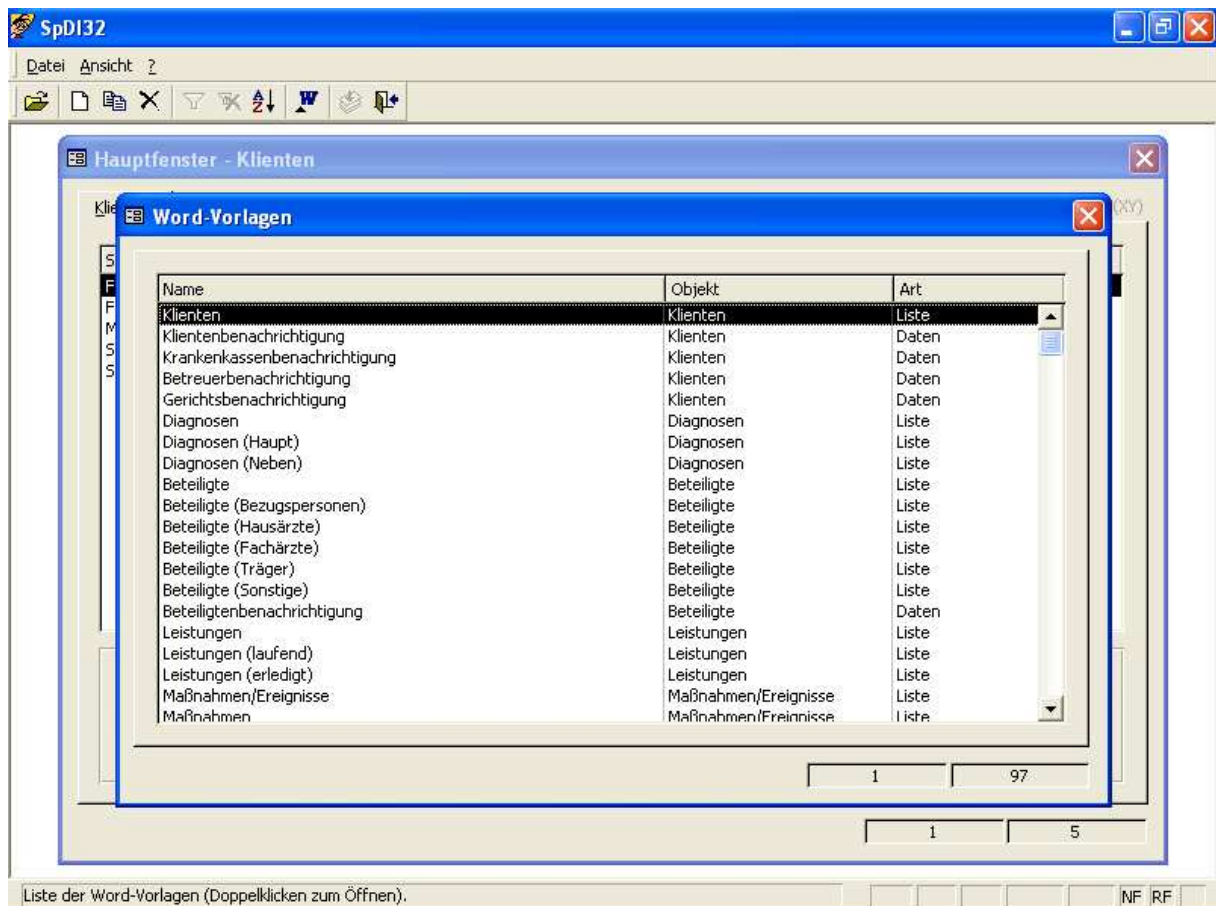 SpDI32
Datei Ansicht ?
Hauptfenster - Klienten
Klie
(XY)
Word-Vorlagen
S
F
F
M
S
S
Name Objekt Art
Klienten Klienten Liste
Klientenbenachrichtigung Klienten Daten
Krankenkassenbenachrichtigung Klienten Daten
Betreuerbenachrichtigung Klienten Daten
Gerichtsbenachrichtigung Klienten Daten
Diagnosen Diagnosen Liste
Diagnosen (Haupt) Diagnosen Liste
Diagnosen (Neben) Diagnosen Liste
Beteiligte Beteiligte Liste
Beteiligte (Bezugspersonen) Beteiligte Liste
Beteiligte (Hausärzte) Beteiligte Liste
Beteiligte (Fachärzte) Beteiligte Liste
Beteiligte (Träger) Beteiligte Liste
Beteiligte (Sonstige) Beteiligte Liste
Beteiligtenbenachrichtigung Beteiligte Daten
Leistungen Leistungen Liste
Leistungen (laufend) Leistungen Liste
Leistungen (erledigt) Leistungen Liste
Maßnahmen/Ereignisse Maßnahmen/Ereignisse Liste
Maßnahmen Maßnahmen/Ereignisse Liste
1 97
1 5
Liste der Word-Vorlagen (Doppelklicken zum Öffnen). NF RF